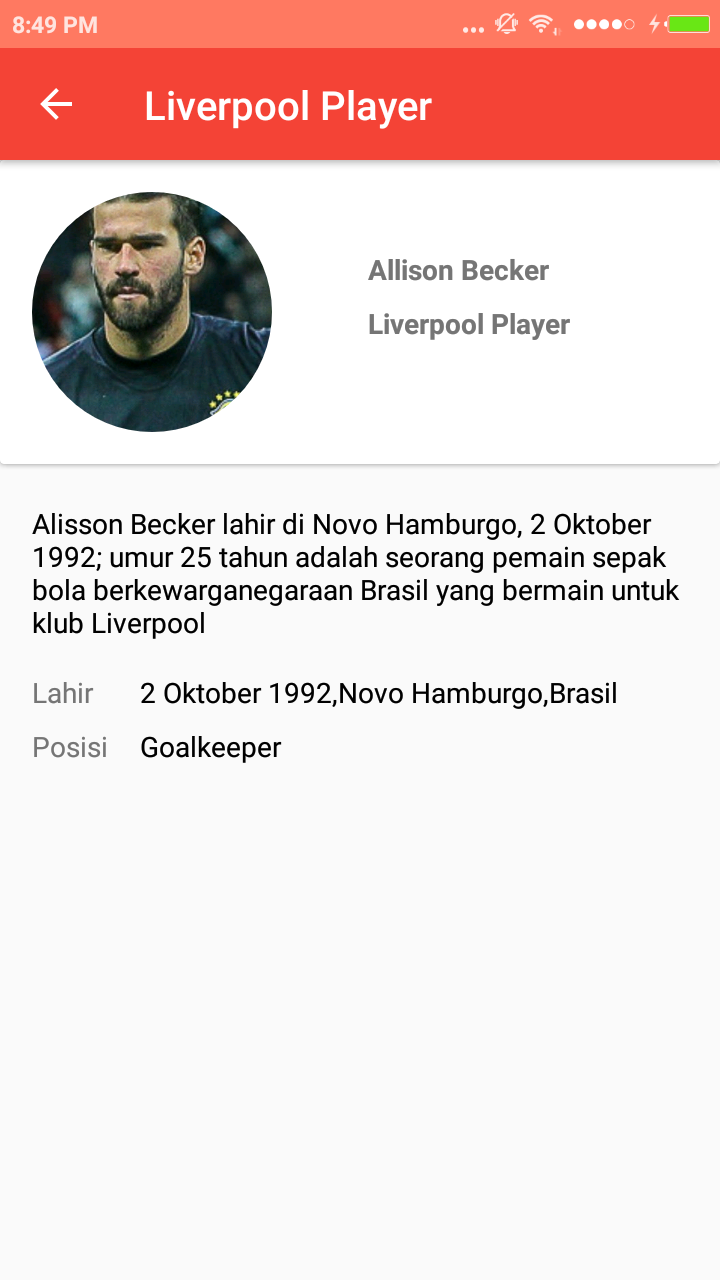 8:49 PM
Liverpool Player
Allison Becker
Liverpool Player
Alisson Becker lahir di Novo Hamburgo, 2 Oktober
1992; umur 25 tahun adalah seorang pemain sepak
bola berkewarganegaraan Brasil yang bermain untuk
klub Liverpool
Lahir 2 Oktober 1992,Novo Hamburgo,Brasil
Posisi Goalkeeper